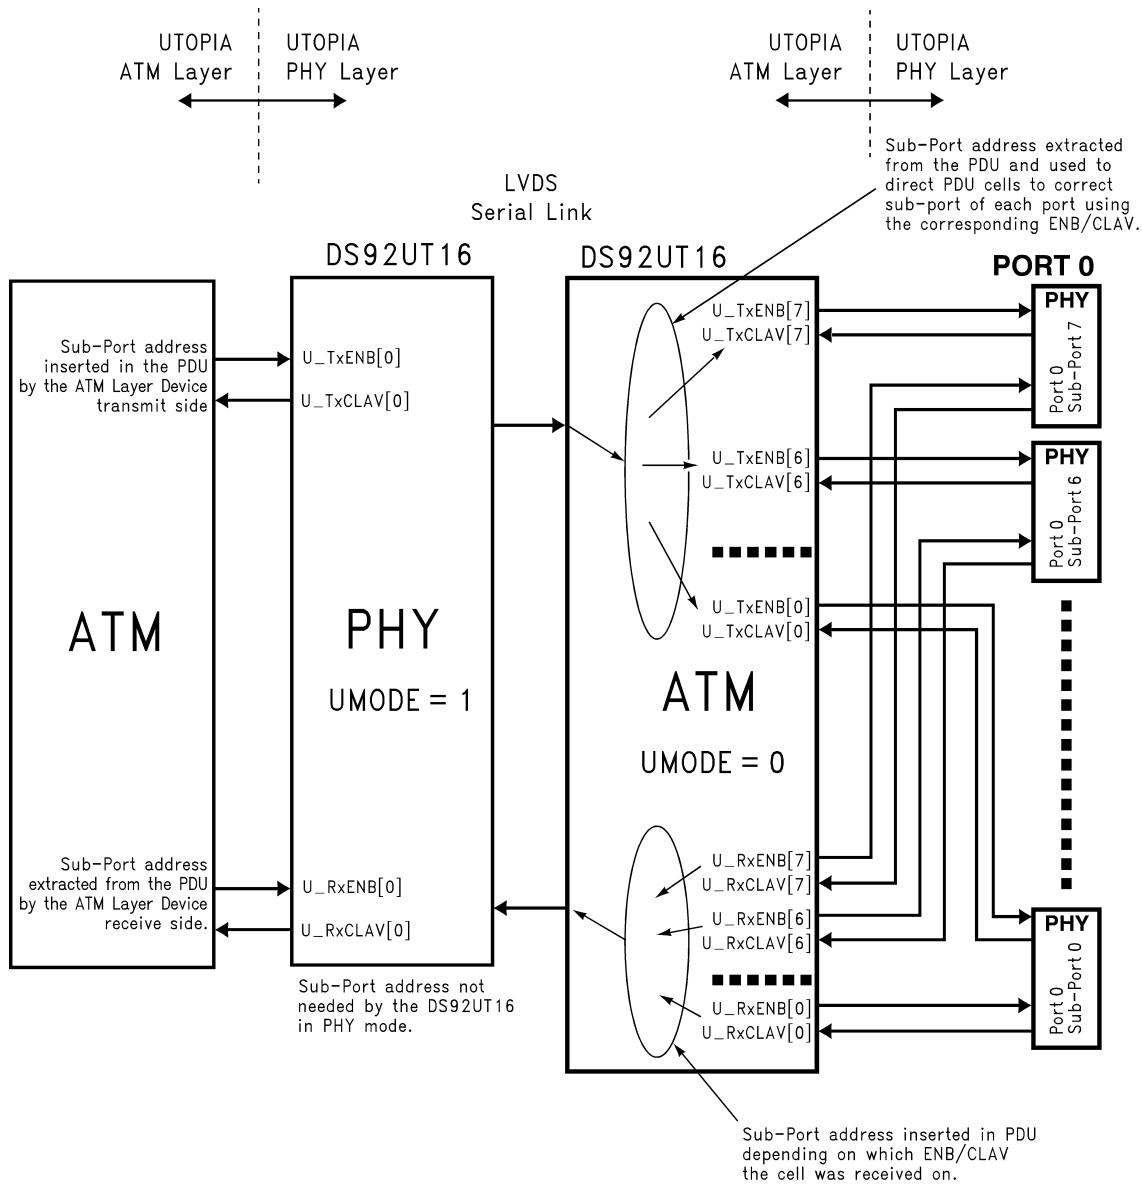 UTOPIA
ATM Layer
UTOPIA
PHY Layer
UTOPIA
ATM Layer
UTOPIA
PHY Layer
Sub-Port address extracted
from the PDU and used to
direct PDU cells to correct
sub-port of each port using
the corresponding ENB/CLAV.
LVDS
Serial Link
DS92UT16
DS92UT16
PORT 0
Sub-Port address
inserted in the PDU
by the ATM Layer Device
transmit side
ATM
Sub-Port address
extracted from the PDU
by the ATM Layer Device
receive side.
U_TxENB[0]
U_TxCLAV[0]
PHY
UMODE = 1
U_RxENB[0]
U_RxCLAV[0]
Sub-Port address not
needed by the DS92UT16
in PHY mode.
U_TxENB[7]
U_TxCLAV[7]
U_TxENB[6]
U_TxCLAV[6]
U_TxENB[0]
U_TxCLAV[0]
ATM
UMODE = 0
U_RxENB[7]
U_RxCLAV[7]
U_RxENB[6]
U_RxCLAV[6]
U_RxENB[0]
U_RxCLAV[0]
PHY
Port 0
Sub-Port 7
PHY
Port 0
Sub-Port 6
PHY
Port 0
Sub-Port 0
Sub-Port address inserted in PDU
depending on which ENB/CLAV
the cell was received on.